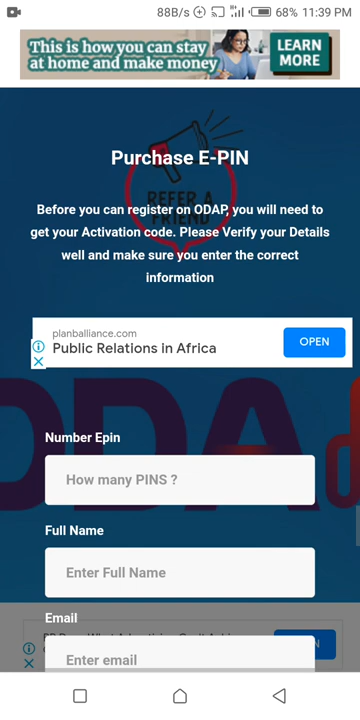 88B/s 68% 11:39 PM
This is how you can stay
at home and make money
LEARN
MORE
Purchase E-PIN
REFER A
FRIEND
Before you can register on ODAP, you will need to
get your Activation code. Please Verify your Details
well and make sure you enter the correct
information
planballiance.com
Public Relations in Africa
OPEN
ODA
Number Epin
How many PINS ?
Full Name
Enter Full Name
Email
Enter email